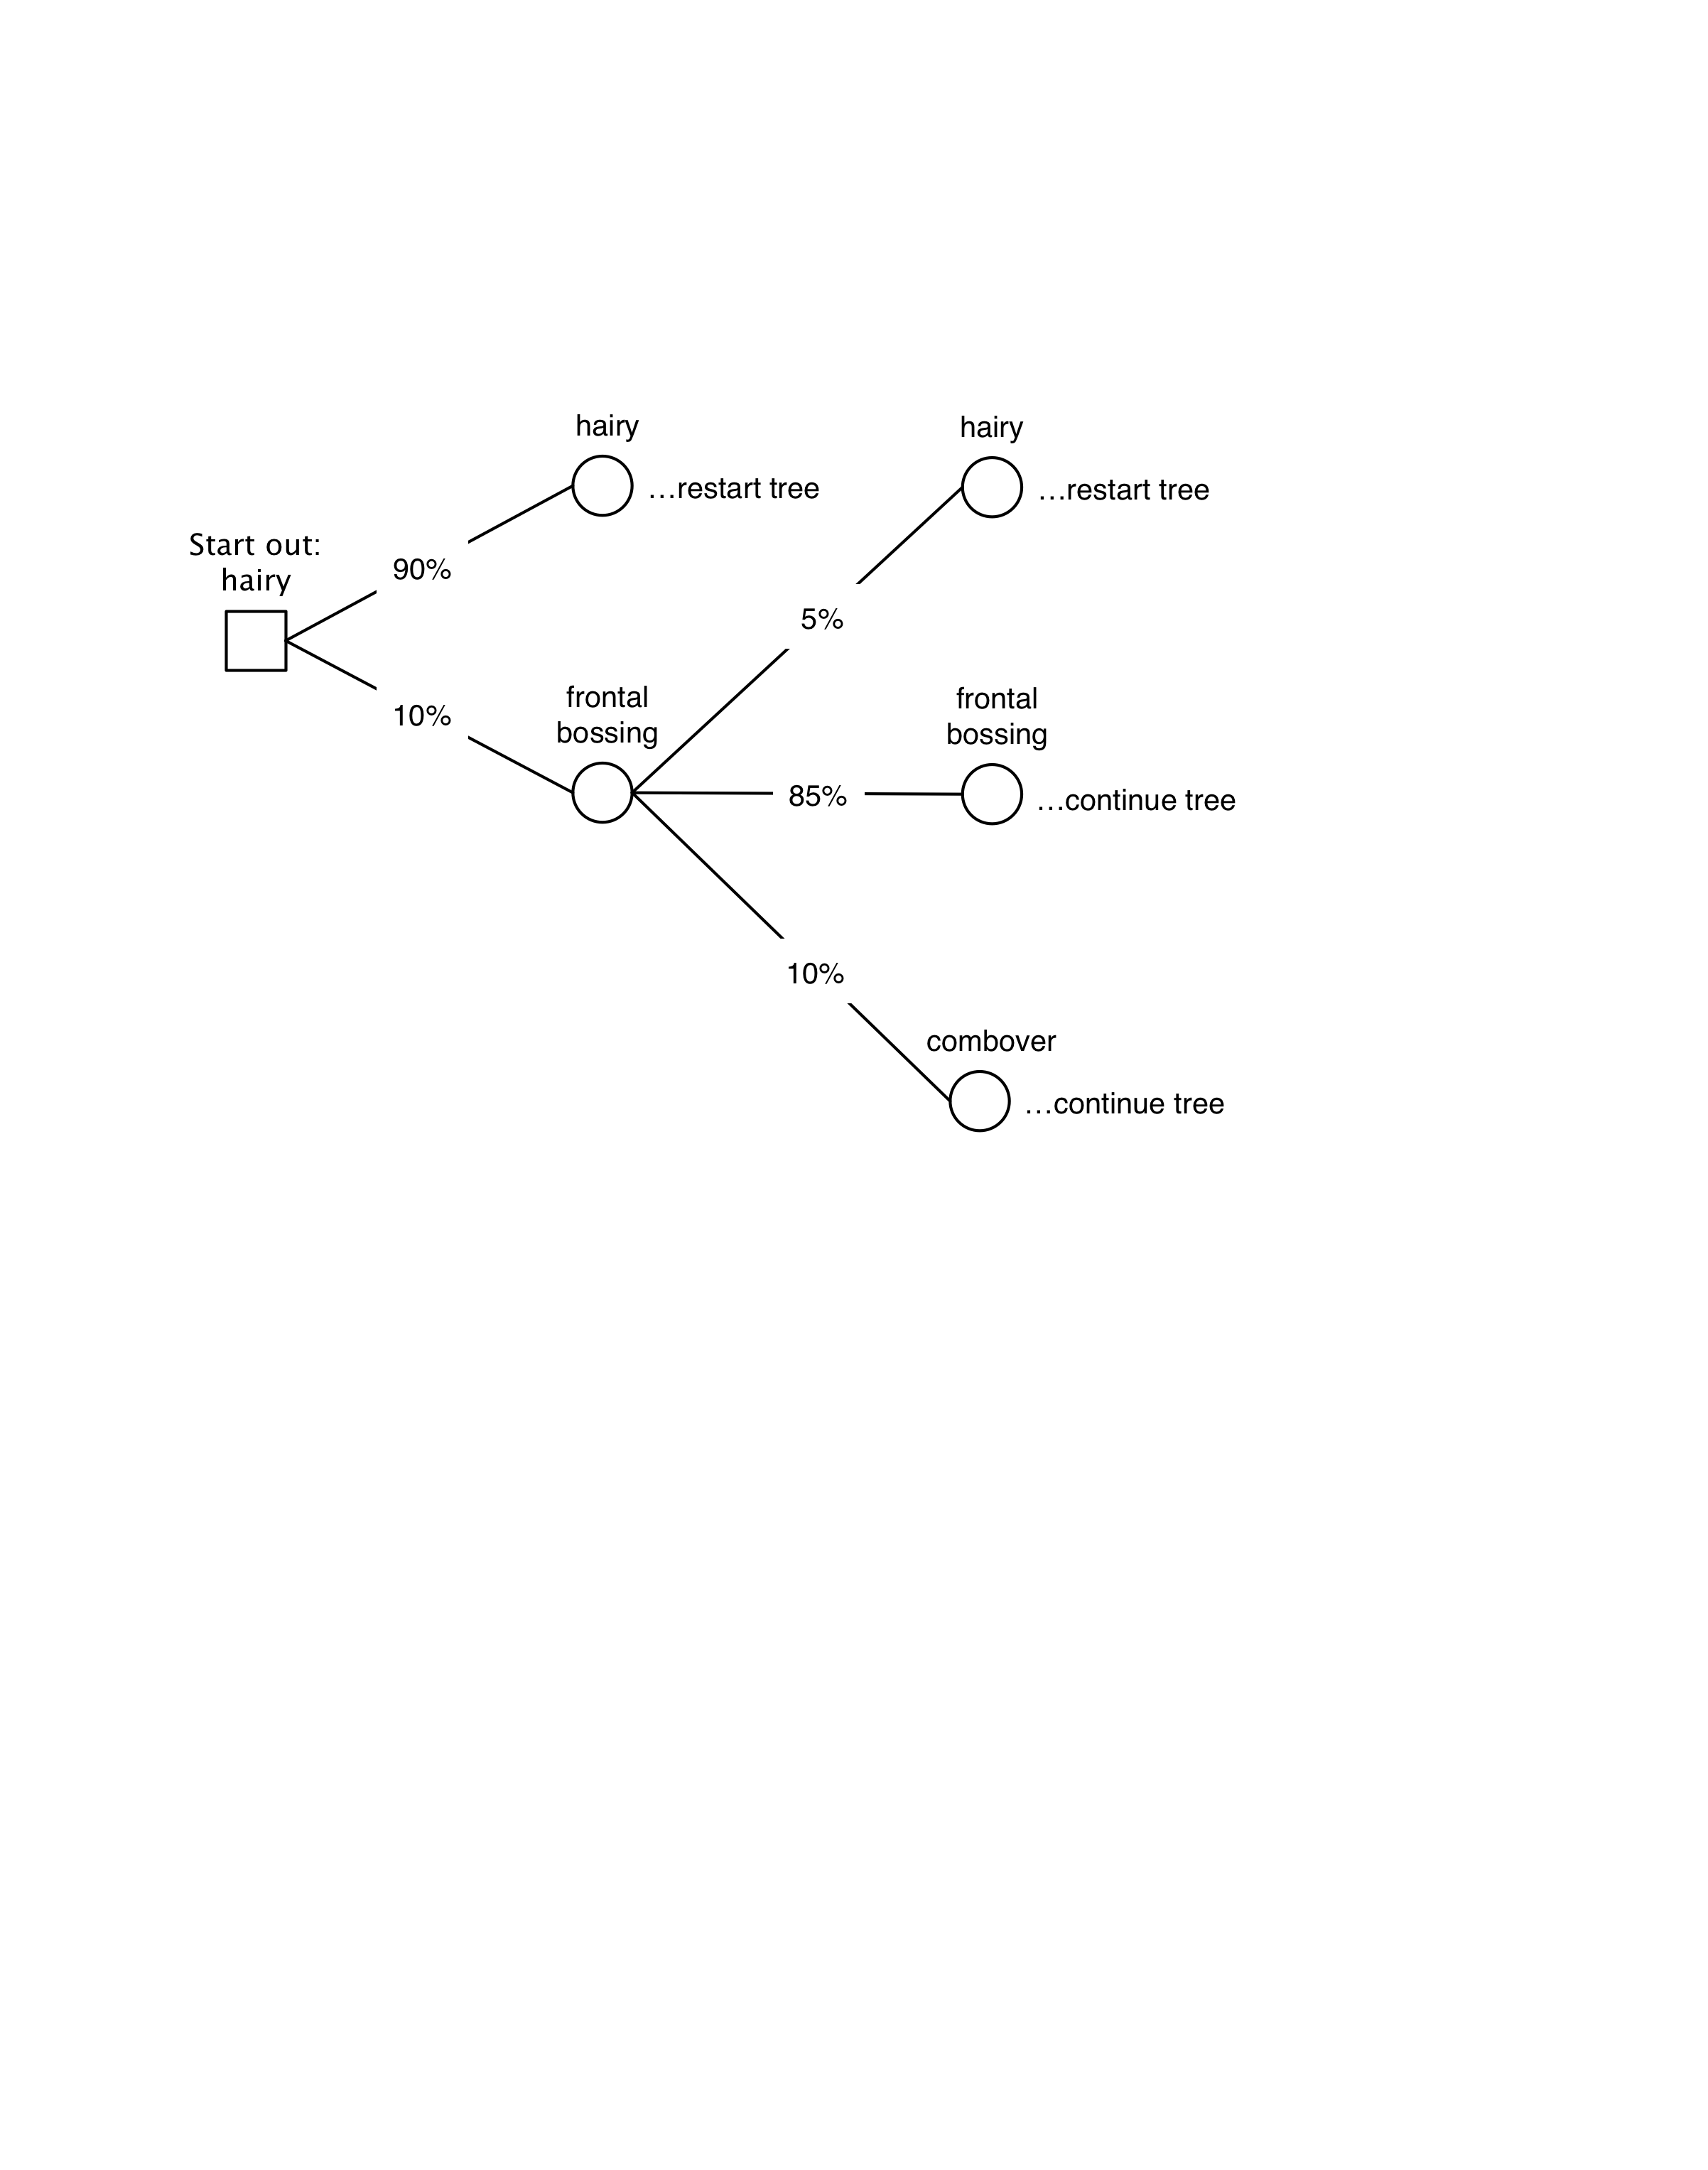 hairy
…restart tree
hairy
…restart tree
Start out:
hairy
90%
5%
10%
frontal
bossing
frontal
bossing
85%
…continue tree
10%
combover
…continue tree